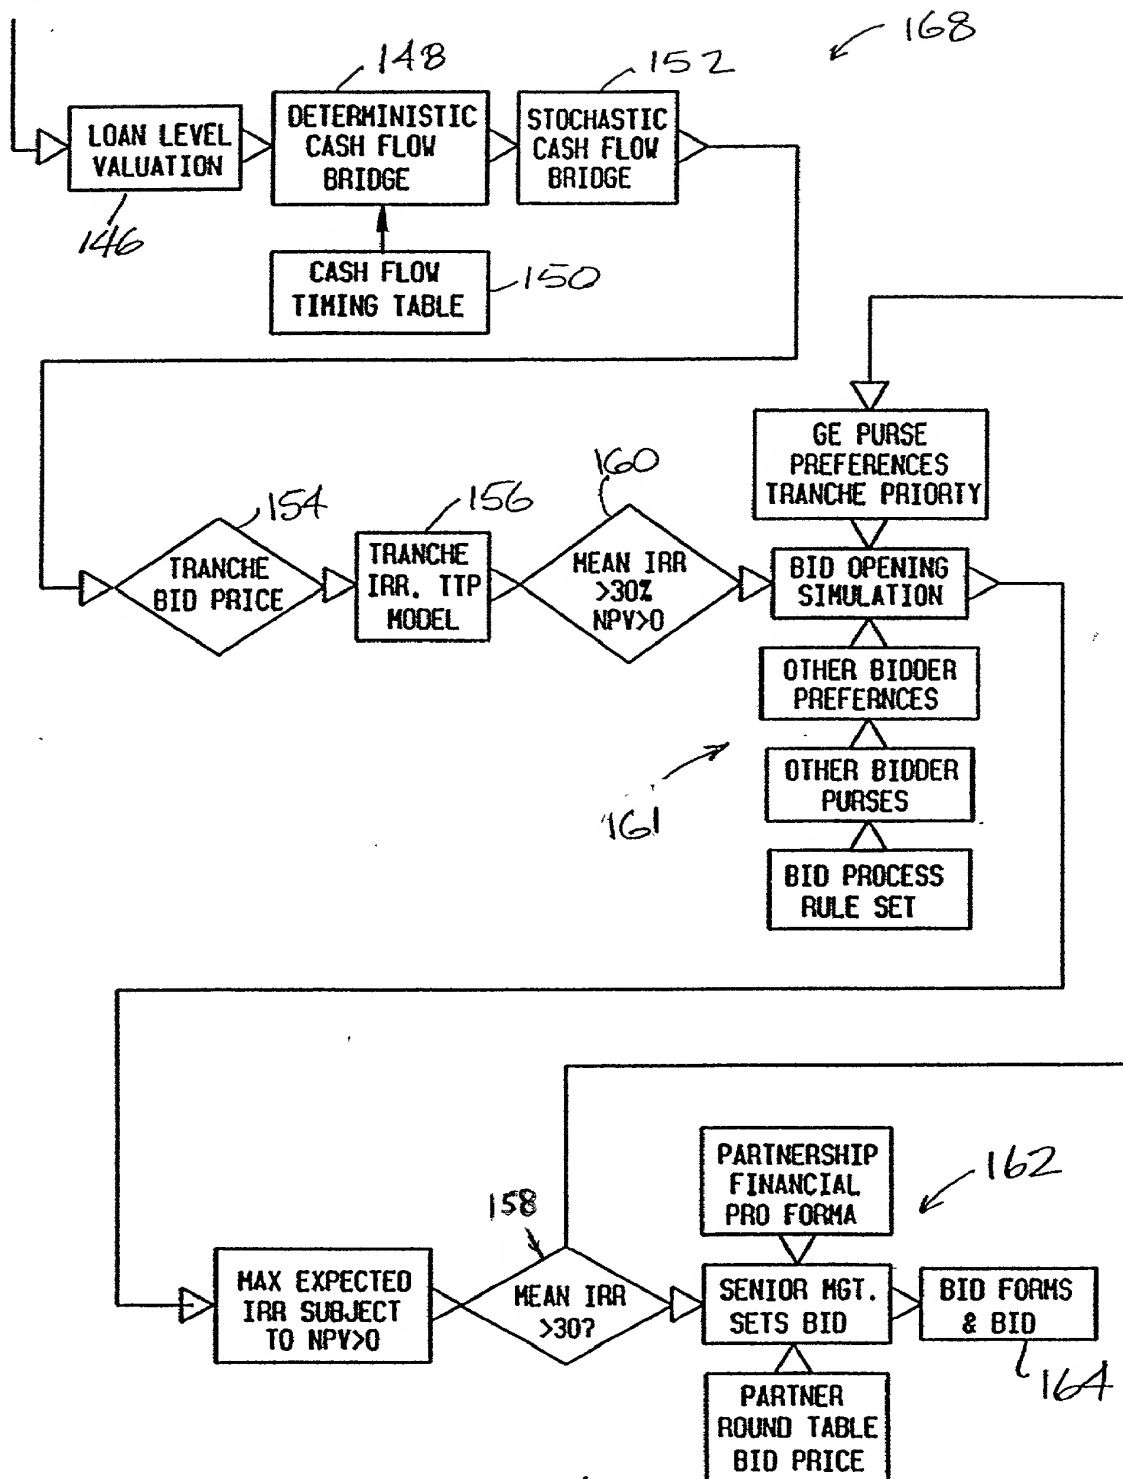 168
148
152
LOAN LEVEL
VALUATION
DETERMINISTIC
CASH FLOW
BRIDGE
STOCHASTIC
CASH FLOW
BRIDGE
146
CASH FLOW
TIMING TABLE
150
GE PURSE
PREFERENCES
TRANCHE PRIORTY
154
156
160
TRANCHE
BID PRICE
TRANCHE
IRR. TTP
MODEL
MEAN IRR
>30%
NPV>0
BID OPENING
SIMULATION
OTHER BIDDER
PREFERNCES
OTHER BIDDER
PURSES
161
BID PROCESS
RULE SET
PARTNERSHIP
FINANCIAL
PRO FORMA
162
158
MAX EXPECTED
IRR SUBJECT
TO NPV>0
MEAN IRR
>30?
SENIOR MGT.
SETS BID
BID FORMS
& BID
164
PARTNER
ROUND TABLE
BID PRICE